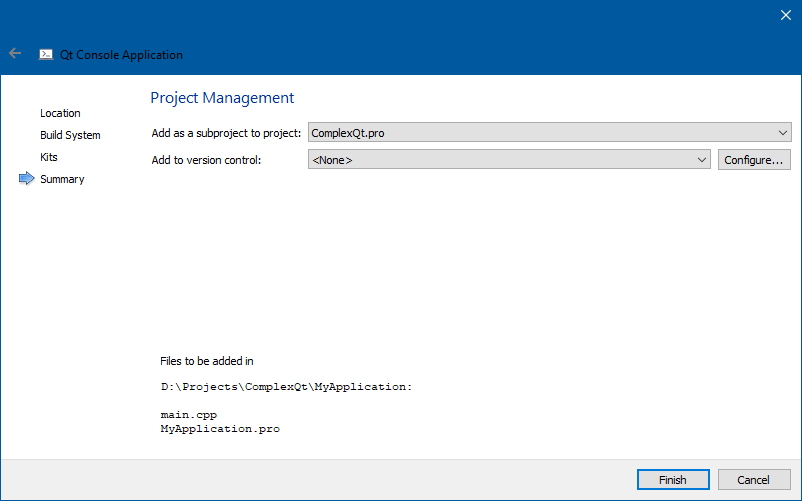 Qt Console Application
Project Management
Location
Build System
Kits
Summary
Add as a subproject to project: ComplexQt.pro
Add to version control: <None> Configure...
Files to be added in
D:\Projects\ComplexQt\MyApplication:
main.cpp
MyApplication.pro
Finish Cancel